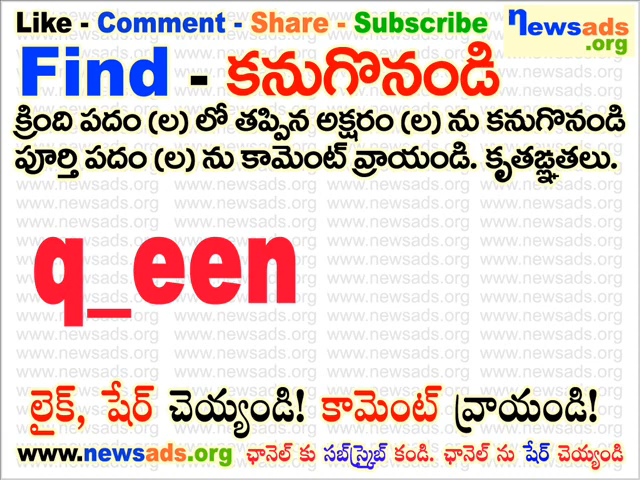 Like - Comment - Share - Subscribe
newsads
.org
Find - కనుగొనండి
క్రింది పదం (ల) లో తప్పిన అక్షరం (ల) ను కనుగొనండి
పూర్తి పదం (ల) ను కామెంట్ వ్రాయండి. కృతఙ్ఞతలు.
q_een
లైక్, షేర్ చెయ్యండి! కామెంట్ వ్రాయండి!
www.newsads.org ఛానెల్ కు సబ్‌స్క్రైబ్ కండి. ఛానెల్ ను షేర్ చెయ్యండి